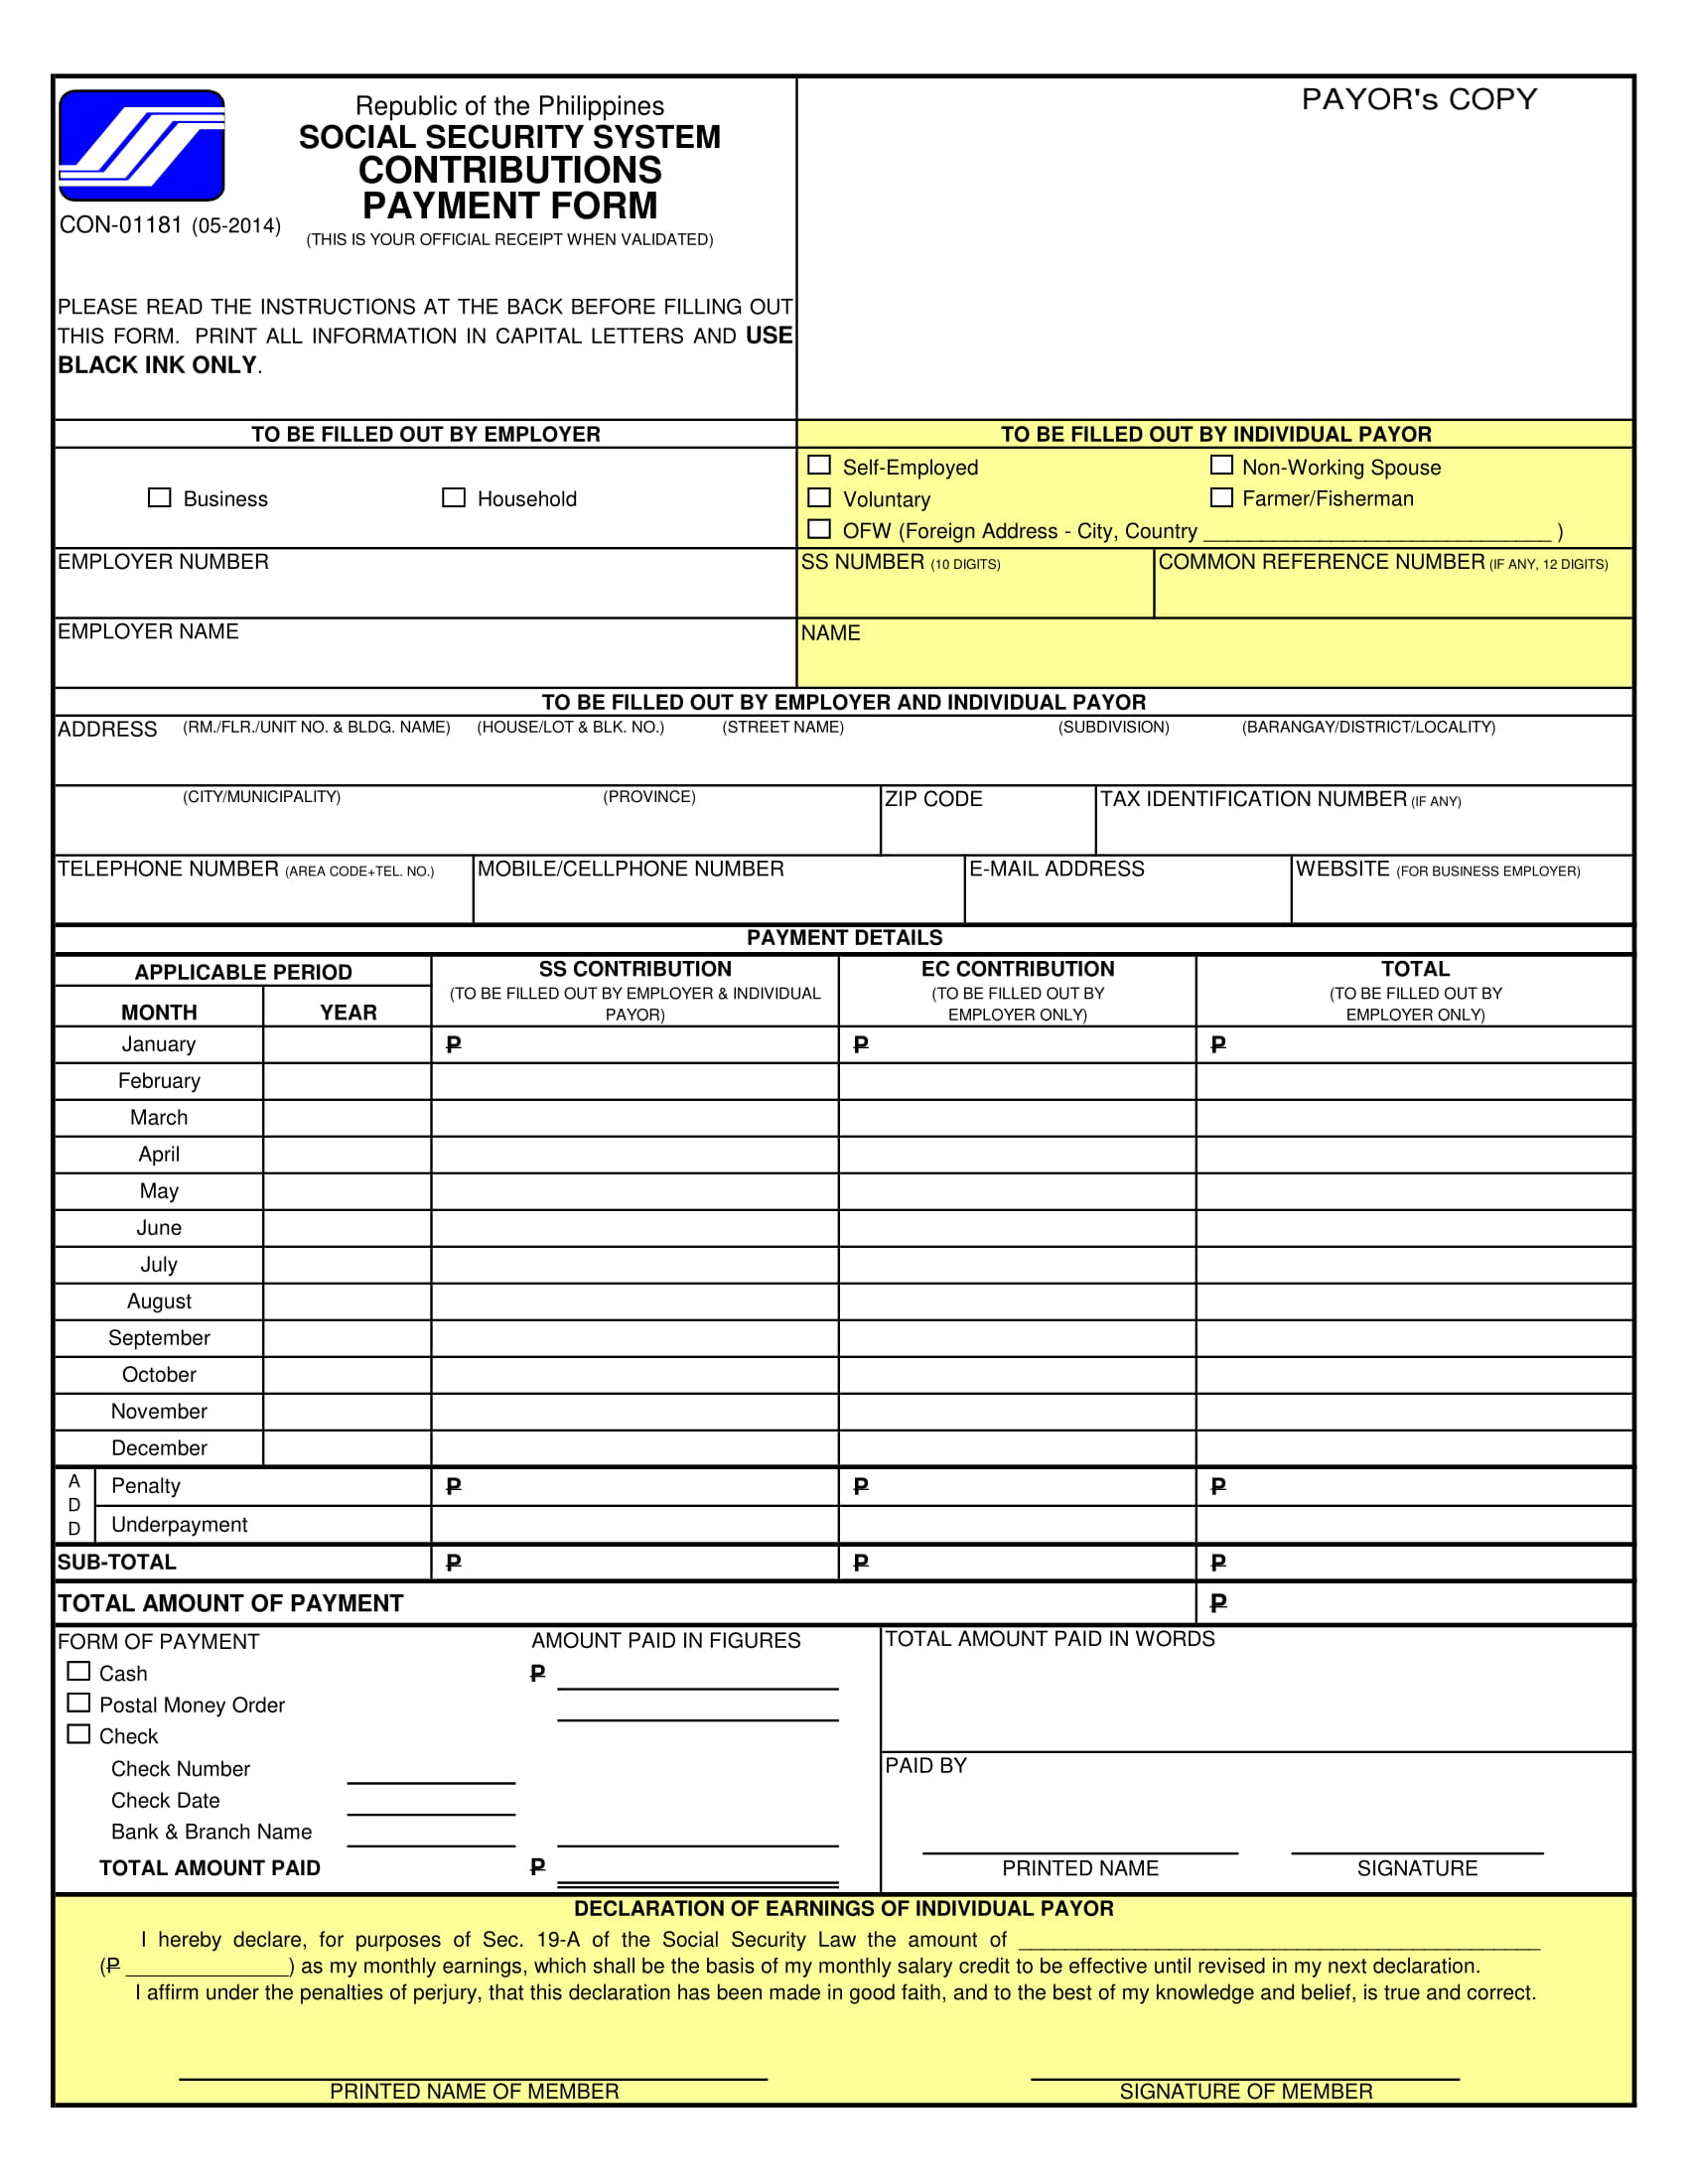 PAYOR's COPY
Republic of the Philippines
SOCIAL SECURITY SYSTEM
CONTRIBUTIONS
PAYMENT FORM
CON-01181 (05-2014)
(THIS IS YOUR OFFICIAL RECEIPT WHEN VALIDATED)
PLEASE READ THE INSTRUCTIONS AT THE BACK BEFORE FILLING OUT
THIS FORM. PRINT ALL INFORMATION IN CAPITAL LETTERS AND USE
BLACK INK ONLY.
TO BE FILLED OUT BY EMPLOYER
Business Household
EMPLOYER NUMBER
EMPLOYER NAME
TO BE FILLED OUT BY INDIVIDUAL PAYOR
Self-Employed Non-Working Spouse
Voluntary Farmer/Fisherman
OFW (Foreign Address - City, Country ______________________________ )
SS NUMBER (10 DIGITS) COMMON REFERENCE NUMBER (IF ANY, 12 DIGITS)
NAME
TO BE FILLED OUT BY EMPLOYER AND INDIVIDUAL PAYOR
ADDRESS (RM./FLR./UNIT NO. & BLDG. NAME) (HOUSE/LOT & BLK. NO.) (STREET NAME) (SUBDIVISION) (BARANGAY/DISTRICT/LOCALITY)
(CITY/MUNICIPALITY) (PROVINCE) ZIP CODE TAX IDENTIFICATION NUMBER (IF ANY)
TELEPHONE NUMBER (AREA CODE+TEL. NO.) MOBILE/CELLPHONE NUMBER E-MAIL ADDRESS WEBSITE (FOR BUSINESS EMPLOYER)
PAYMENT DETAILS
APPLICABLE PERIOD SS CONTRIBUTION EC CONTRIBUTION TOTAL
(TO BE FILLED OUT BY EMPLOYER & INDIVIDUAL (TO BE FILLED OUT BY (TO BE FILLED OUT BY
MONTH YEAR PAYOR) EMPLOYER ONLY) EMPLOYER ONLY)
January ₱ ₱ ₱
February
March
April
May
June
July
August
September
October
November
December
A Penalty ₱ ₱ ₱
D
D Underpayment
SUB-TOTAL ₱ ₱ ₱
TOTAL AMOUNT OF PAYMENT ₱
FORM OF PAYMENT AMOUNT PAID IN FIGURES
Cash ₱
Postal Money Order
Check
Check Number
Check Date
Bank & Branch Name
TOTAL AMOUNT PAID ₱
TOTAL AMOUNT PAID IN WORDS
PAID BY
PRINTED NAME SIGNATURE
DECLARATION OF EARNINGS OF INDIVIDUAL PAYOR
I hereby declare, for purposes of Sec. 19-A of the Social Security Law the amount of ____________________________________________
(₱ ______________) as my monthly earnings, which shall be the basis of my monthly salary credit to be effective until revised in my next declaration.
I affirm under the penalties of perjury, that this declaration has been made in good faith, and to the best of my knowledge and belief, is true and correct.
PRINTED NAME OF MEMBER SIGNATURE OF MEMBER